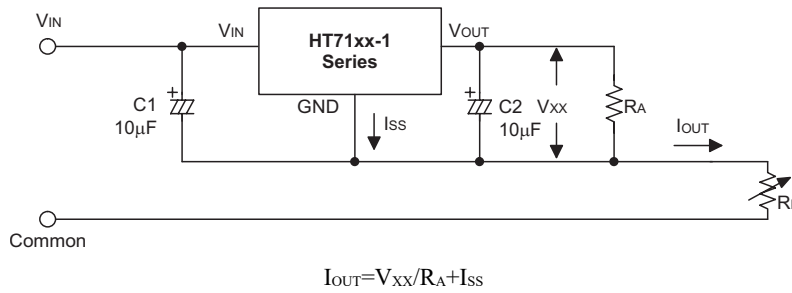 VIN
VIN
HT71xx-1
Series
VOUT
C1
10μF
GND
ISS
C2
10μF
VXX
RA
IOUT
Common
IOUT=VXX/RA+ISS